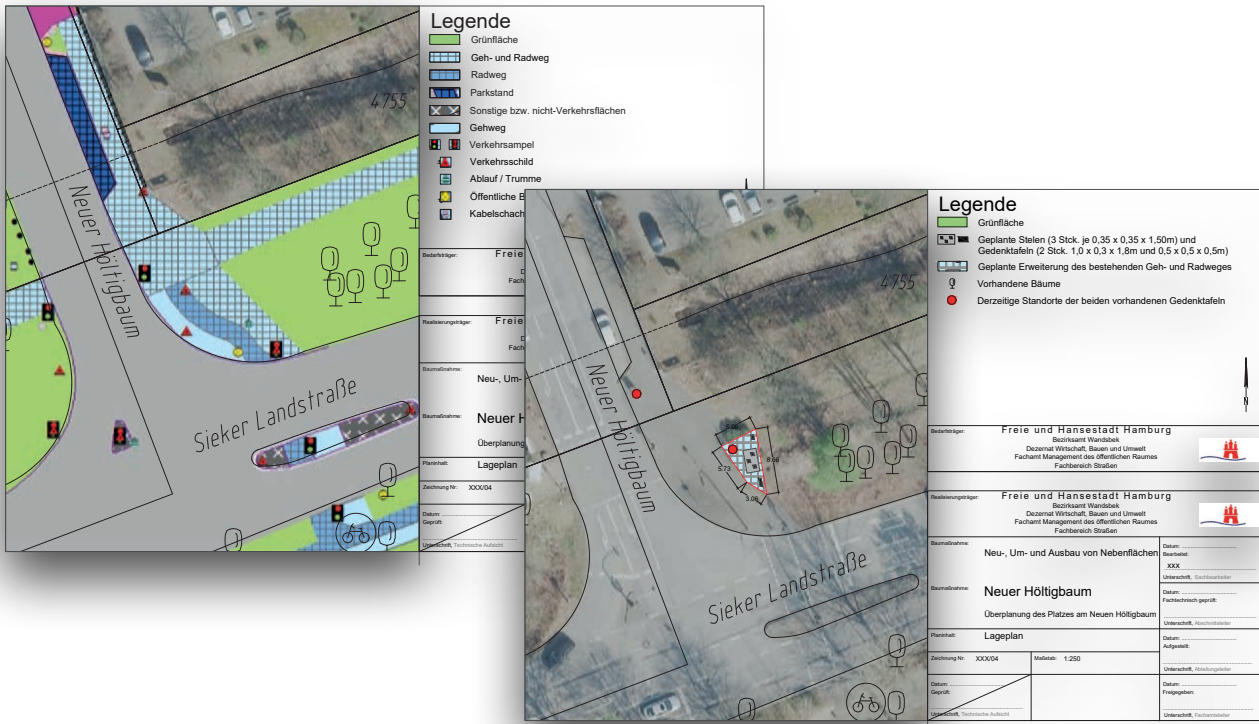 Legende
Grünfläche
Geh- und Radweg
Radweg
Parkstand
Sonstige bzw. nicht-Verkehrsflächen
Gehweg
Verkehrsampel
Verkehrsschild
Ablauf / Trumme
Öffentliche B
Kabelschach
4755
Neuer Höltigbaum
Sieker Landstraße
Bedarfsträger:
Freie
Fach
Realisierungsträger:
Freie
Fach
Baumaßnahme:
Neu-, Um-
Baumaßnahme:
Neuer H
Überplanung
Planinhalt:
Lageplan
Zeichnung Nr:
XXX/04
Datum:
Geprüft:
Unterschrift, Technische Aufsicht
Legende
Grünfläche
Geplante Stelen (3 Stck. je 0,35 x 0,35 x 1,50m) und
Gedenktafeln (2 Stck. 1,0 x 0,3 x 1,8m und 0,5 x 0,5 x 0,5m)
Geplante Erweiterung des bestehenden Geh- und Radweges
Vorhandene Bäume
Derzeitige Standorte der beiden vorhandenen Gedenktafeln
N
4755
Neuer Höltigbaum
5.73
3.06
Sieker Landstraße
Bedarfsträger:
Freie und Hansestadt Hamburg
Bezirksamt Wandsbek
Dezernat Wirtschaft, Bauen und Umwelt
Fachamt Management des öffentlichen Raumes
Fachbereich Straßen
Realisierungsträger:
Freie und Hansestadt Hamburg
Bezirksamt Wandsbek
Dezernat Wirtschaft, Bauen und Umwelt
Fachamt Management des öffentlichen Raumes
Fachbereich Straßen
Baumaßnahme:
Neu-, Um- und Ausbau von Nebenflächen
Baumaßnahme:
Neuer Höltigbaum
Überplanung des Platzes am Neuen Höltigbaum
Planinhalt:
Lageplan
Zeichnung Nr:
XXX/04
Maßstab:
1:250
Datum:
Geprüft:
Unterschrift, Technische Aufsicht
Datum:
Bearbeitet:
XXX
Unterschrift, Sachbearbeiter
Datum:
Fachtechnisch geprüft:
Unterschrift, Abschnittsleiter
Datum:
Aufgestellt:
Unterschrift, Abteilungsleiter
Datum:
Freigegeben:
Unterschrift, Fachamtsleiter